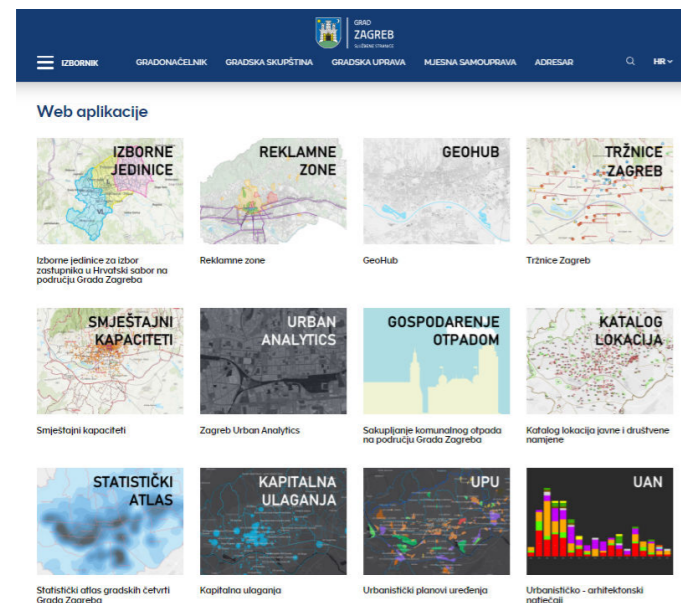 GRAD
ZAGREB
SLUŽBENE STRANICE
IZBORNIK GRADONAČELNIK GRADSKA SKUPŠTINA GRADSKA UPRAVA MJESNA SAMOUPRAVA ADRESAR HR
Web aplikacije
IZBORNE
JEDINICE
REKLAMNE
ZONE
GEOHUB
TRŽNICE
ZAGREB
Izborne jedinice za izbor
zastupnika u Hrvatski sabor na
području Grada Zagreba
Reklamne zone
GeoHub
Tržnice Zagreb
SMJEŠTAJNI
KAPACITETI
URBAN
ANALYTICS
GOSPODARENJE
OTPADOM
KATALOG
LOKACIJA
Smještajni kapaciteti
Zagreb Urban Analytics
Sakupljanje komunalnog otpada
na području Grada Zagreba
Katalog lokacija javne i društvene
namjene
STATISTIČKI
ATLAS
KAPITALNA
ULAGANJA
UPU
UAN
Statistički atlas gradskih četvrti
Grada Zagreba
Kapitalna ulaganja
Urbanistički planovi uređenja
Urbanističko - arhitektonski
natječaji